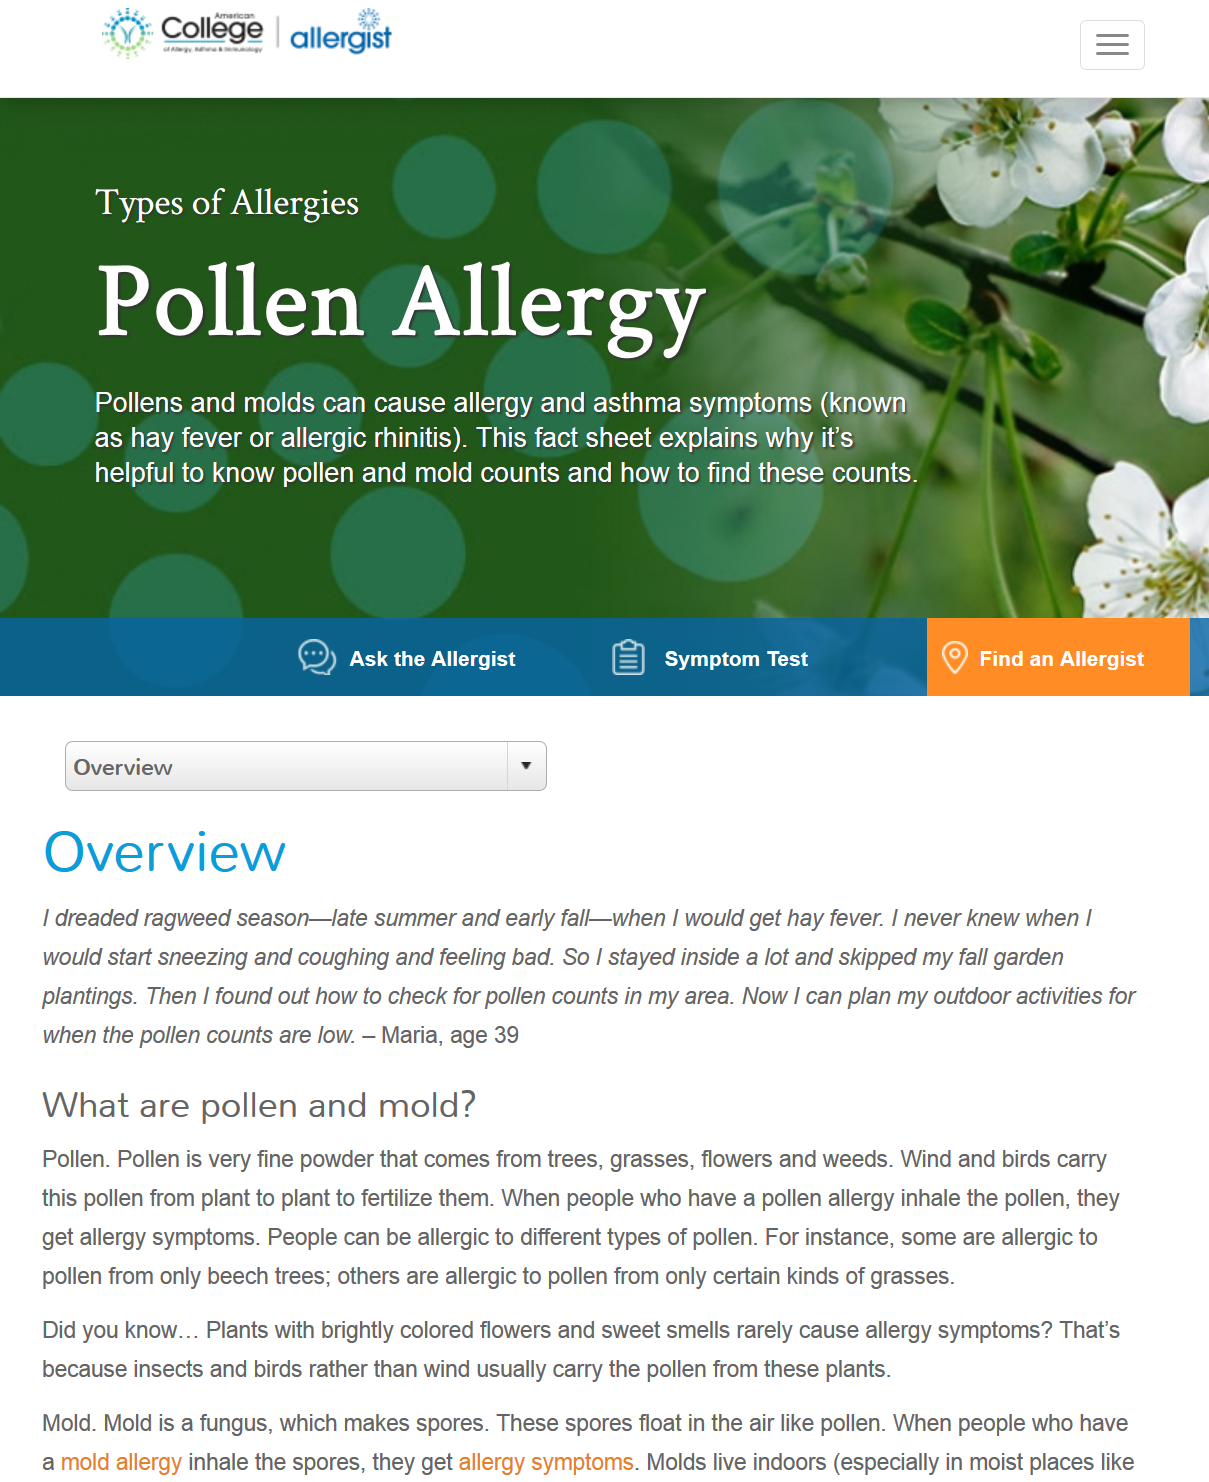 American
College
of Allergy, Asthma & Immunology
allergist
Types of Allergies
Pollen Allergy
Pollens and molds can cause allergy and asthma symptoms (known
as hay fever or allergic rhinitis). This fact sheet explains why it’s
helpful to know pollen and mold counts and how to find these counts.
Ask the Allergist
Symptom Test
Find an Allergist
Overview
Overview
I dreaded ragweed season—late summer and early fall—when I would get hay fever. I never knew when I
would start sneezing and coughing and feeling bad. So I stayed inside a lot and skipped my fall garden
plantings. Then I found out how to check for pollen counts in my area. Now I can plan my outdoor activities for
when the pollen counts are low. – Maria, age 39
What are pollen and mold?
Pollen. Pollen is very fine powder that comes from trees, grasses, flowers and weeds. Wind and birds carry
this pollen from plant to plant to fertilize them. When people who have a pollen allergy inhale the pollen, they
get allergy symptoms. People can be allergic to different types of pollen. For instance, some are allergic to
pollen from only beech trees; others are allergic to pollen from only certain kinds of grasses.
Did you know… Plants with brightly colored flowers and sweet smells rarely cause allergy symptoms? That’s
because insects and birds rather than wind usually carry the pollen from these plants.
Mold. Mold is a fungus, which makes spores. These spores float in the air like pollen. When people who have
a mold allergy inhale the spores, they get allergy symptoms. Molds live indoors (especially in moist places like